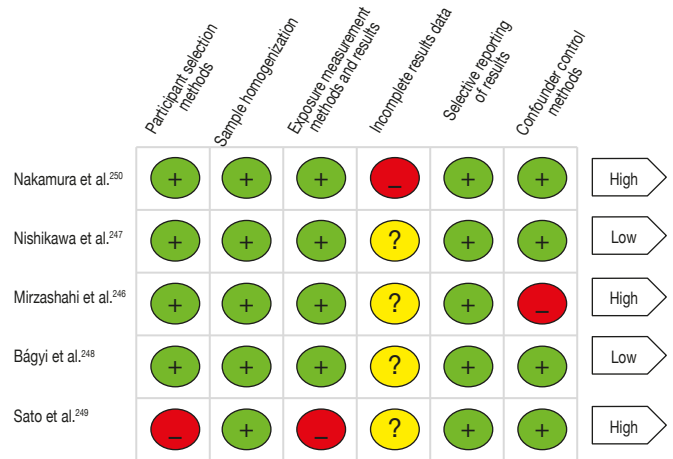 Participant selection
methods
Sample homogenization
Exposure measurement
methods and results
Incomplete results data
Selective reporting
of results
Confounder control
methods
Nakamura et al.250 + + + – + + High
Nishikawa et al.247 + + + ? + + Low
Mirzashahi et al.246 + + + ? + – High
Bágyi et al.248 + + + ? + + Low
Sato et al.249 – + – ? + + High